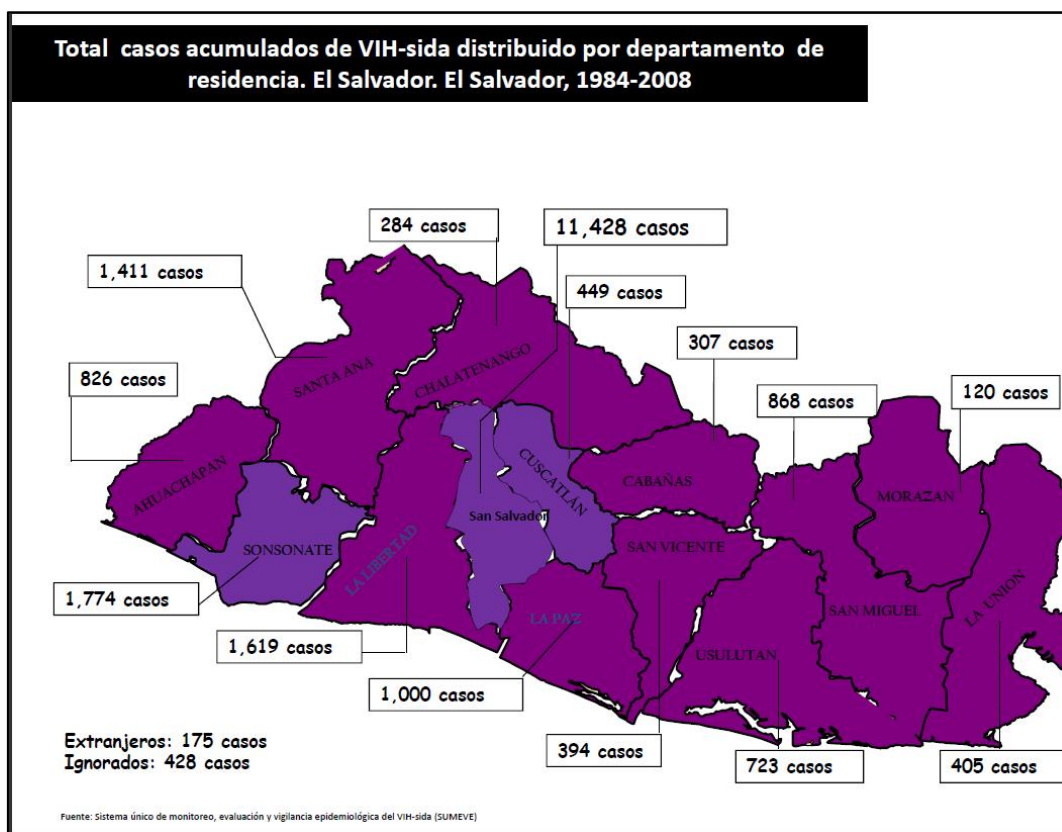 Total casos acumulados de VIH-sida distribuido por departamento de
residencia. El Salvador. El Salvador, 1984-2008
284 casos
11,428 casos
1,411 casos
449 casos
307 casos
826 casos
868 casos
120 casos
SANTA ANA
CHALATENANGO
AHUACHAPAN
CUSCATLÁN
CABAÑAS
MORAZAN
San Salvador
SONSONATE
LA LIBERTAD
SAN VICENTE
LA UNION
SAN MIGUEL
LA PAZ
USULUTAN
1,774 casos
1,619 casos
1,000 casos
394 casos
723 casos
405 casos
Extranjeros: 175 casos
Ignorados: 428 casos
Fuente: Sistema único de monitoreo, evaluación y vigilancia epidemiológica del VIH-sida (SUMEVE)